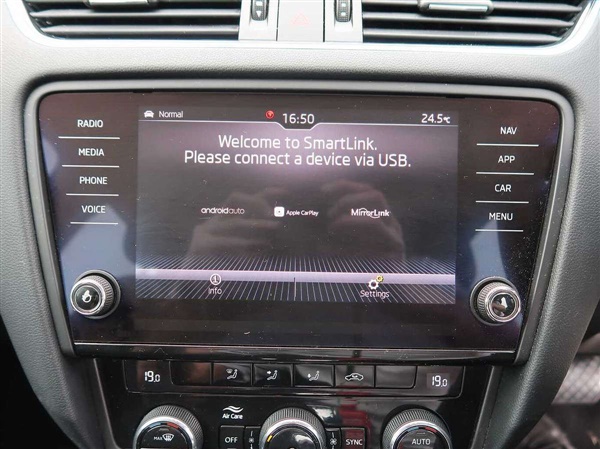 Normal 16:50 24.5℃
RADIO
MEDIA
PHONE
VOICE
Welcome to SmartLink.
Please connect a device via USB.
androidauto Apple CarPlay MirrorLink
Info Settings
NAV
APP
CAR
MENU
19.0 19.0
Air Care
MAX OFF SYNC AUTO